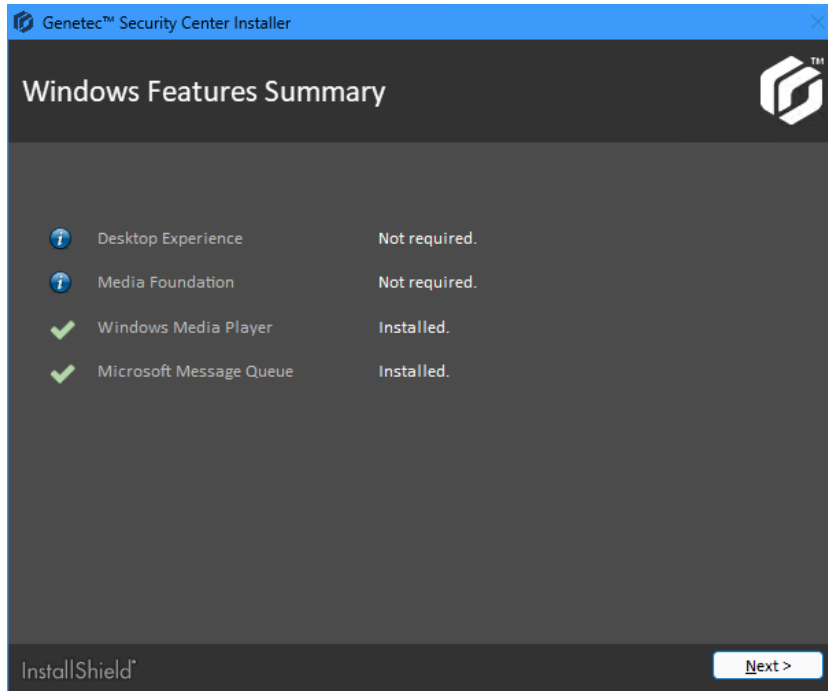 Genetec™ Security Center Installer
Windows Features Summary
TM
Desktop Experience Not required.
Media Foundation Not required.
Windows Media Player Installed.
Microsoft Message Queue Installed.
InstallShield®
Next >